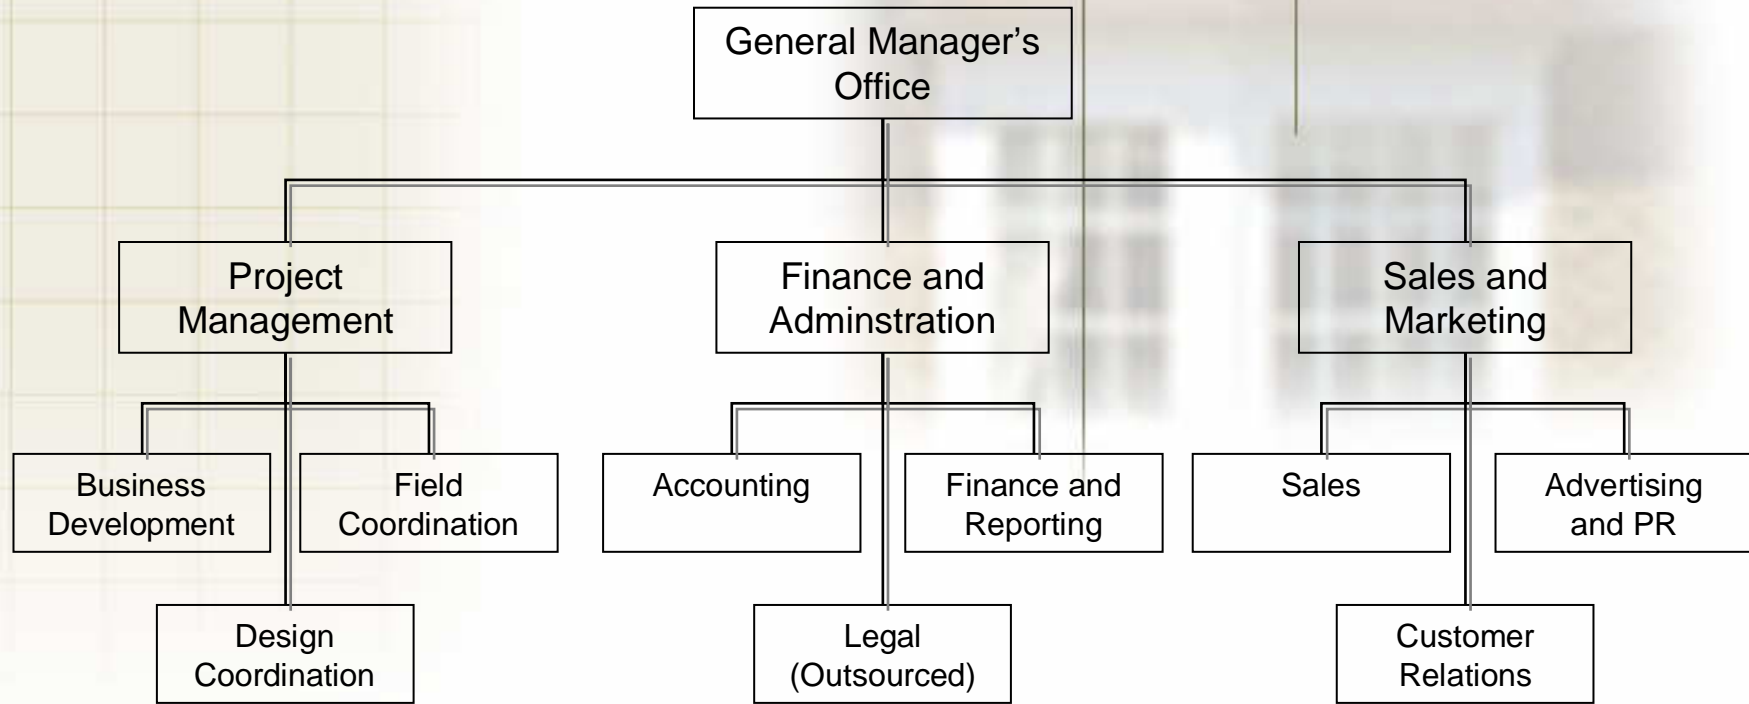 General Manager’s
Office
Project
Management
Finance and
Adminstration
Sales and
Marketing
Business
Development
Field
Coordination
Accounting
Finance and
Reporting
Sales
Advertising
and PR
Design
Coordination
Legal
(Outsourced)
Customer
Relations